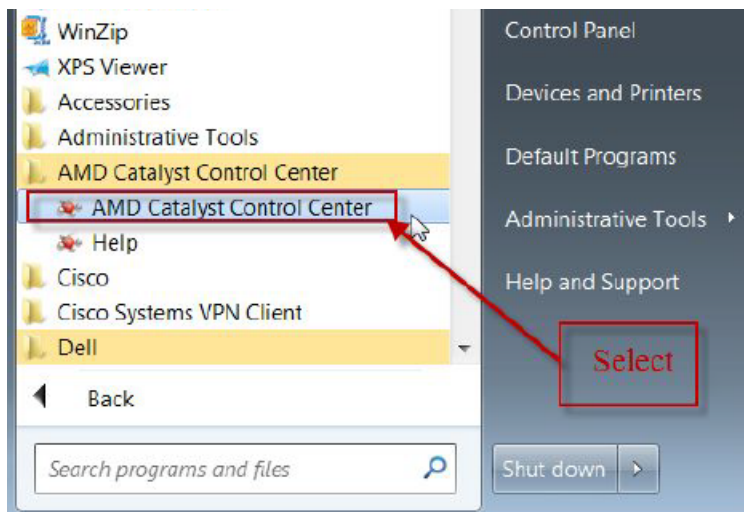 WinZip
XPS Viewer
Accessories
Administrative Tools
AMD Catalyst Control Center
AMD Catalyst Control Center
Help
Cisco
Cisco Systems VPN Client
Dell
Back
Search programs and files
Control Panel
Devices and Printers
Default Programs
Administrative Tools
Help and Support
Select
Shut down